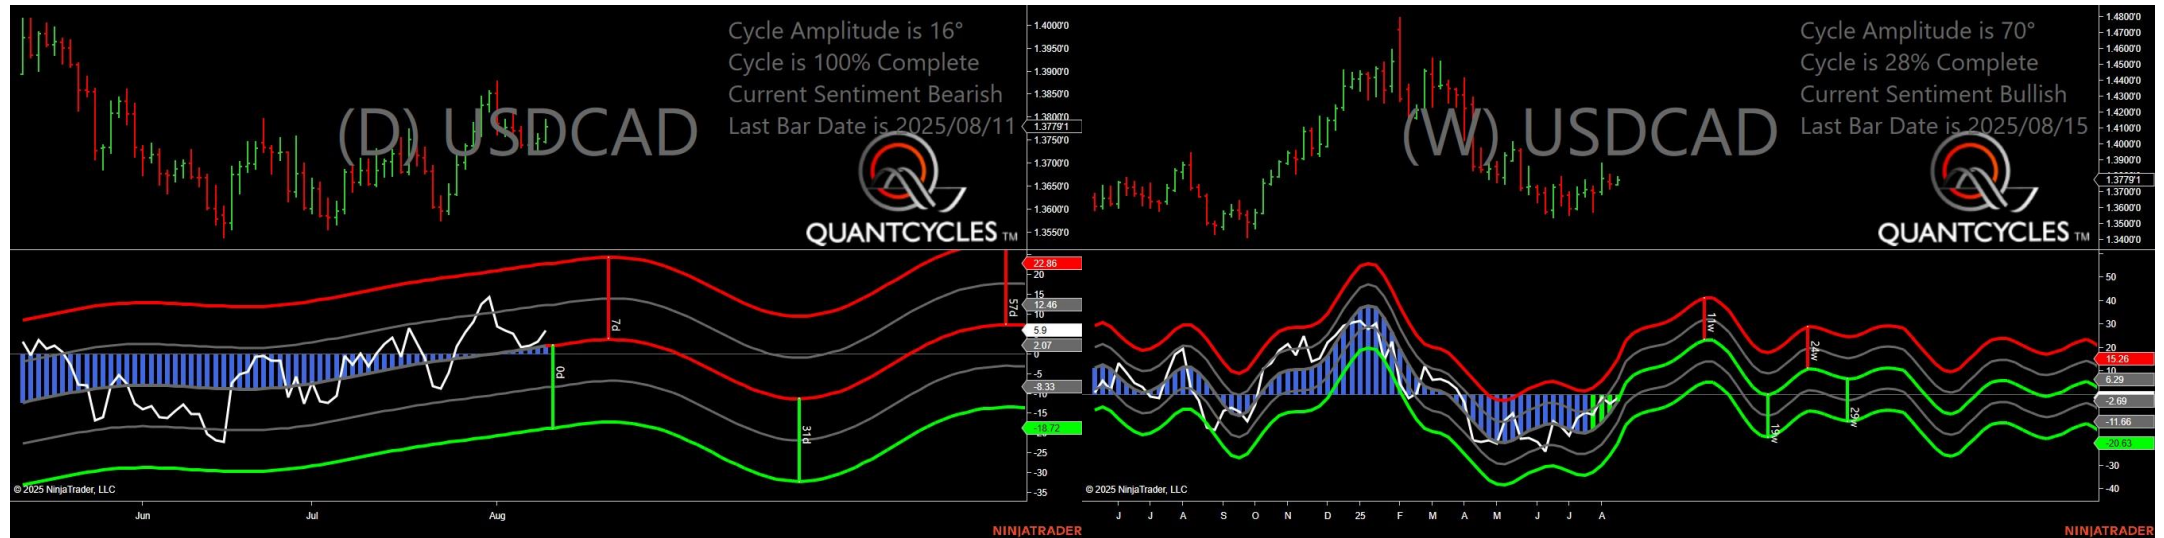 Cycle Amplitude is 16°
Cycle is 100% Complete
Current Sentiment Bearish
Last Bar Date is 2025/08/11
(D) USDCAD
QUANTCYCLES TM
1.4000'0
1.3950'0
1.3900'0
1.3850'0
1.3800'0
1.3779'1
1.3750'0
1.3700'0
1.3650'0
1.3600'0
1.3550'0
22.86
20
15
12.46
10
5.9
2.07
0
-5
-8.33
-10
-15
-18.72
-25
-30
-35
7d
57d
0d
31d
© 2025 NinjaTrader, LLC
Jun Jul Aug
NINJATRADER
Cycle Amplitude is 70°
Cycle is 28% Complete
Current Sentiment Bullish
Last Bar Date is 2025/08/15
(W) USDCAD
QUANTCYCLES TM
1.4800'0
1.4700'0
1.4600'0
1.4500'0
1.4400'0
1.4300'0
1.4200'0
1.4100'0
1.4000'0
1.3900'0
1.3779'1
1.3700'0
1.3600'0
1.3500'0
1.3400'0
50
40
30
20
15.26
10
6.29
-2.69
-11.66
-20.63
-30
-40
11w
24w
19w
29w
© 2025 NinjaTrader, LLC
J J A S O N D 25 F M A M J J A
NINJATRADER